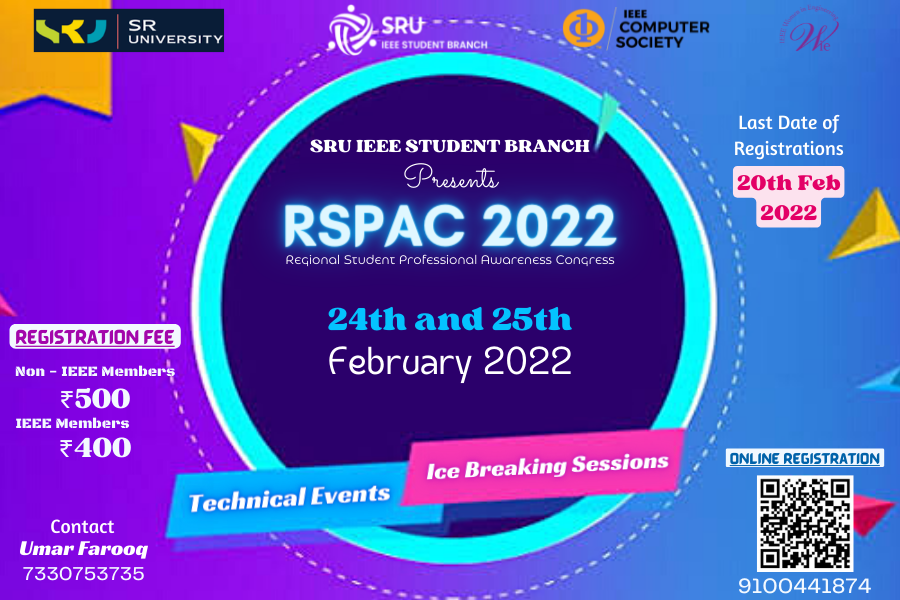 SR
UNIVERSITY
SRU
IEEE STUDENT BRANCH
IEEE
COMPUTER
SOCIETY
SRU IEEE STUDENT BRANCH
Presents
RSPAC 2022
Regional Student Professional Awareness Congress
24th and 25th
February 2022
Last Date of
Registrations
20th Feb
2022
REGISTRATION FEE
Non - IEEE Members
₹500
IEEE Members
₹400
Technical Events
Ice Breaking Sessions
Contact
Umar Farooq
7330753735
ONLINE REGISTRATION
9100441874